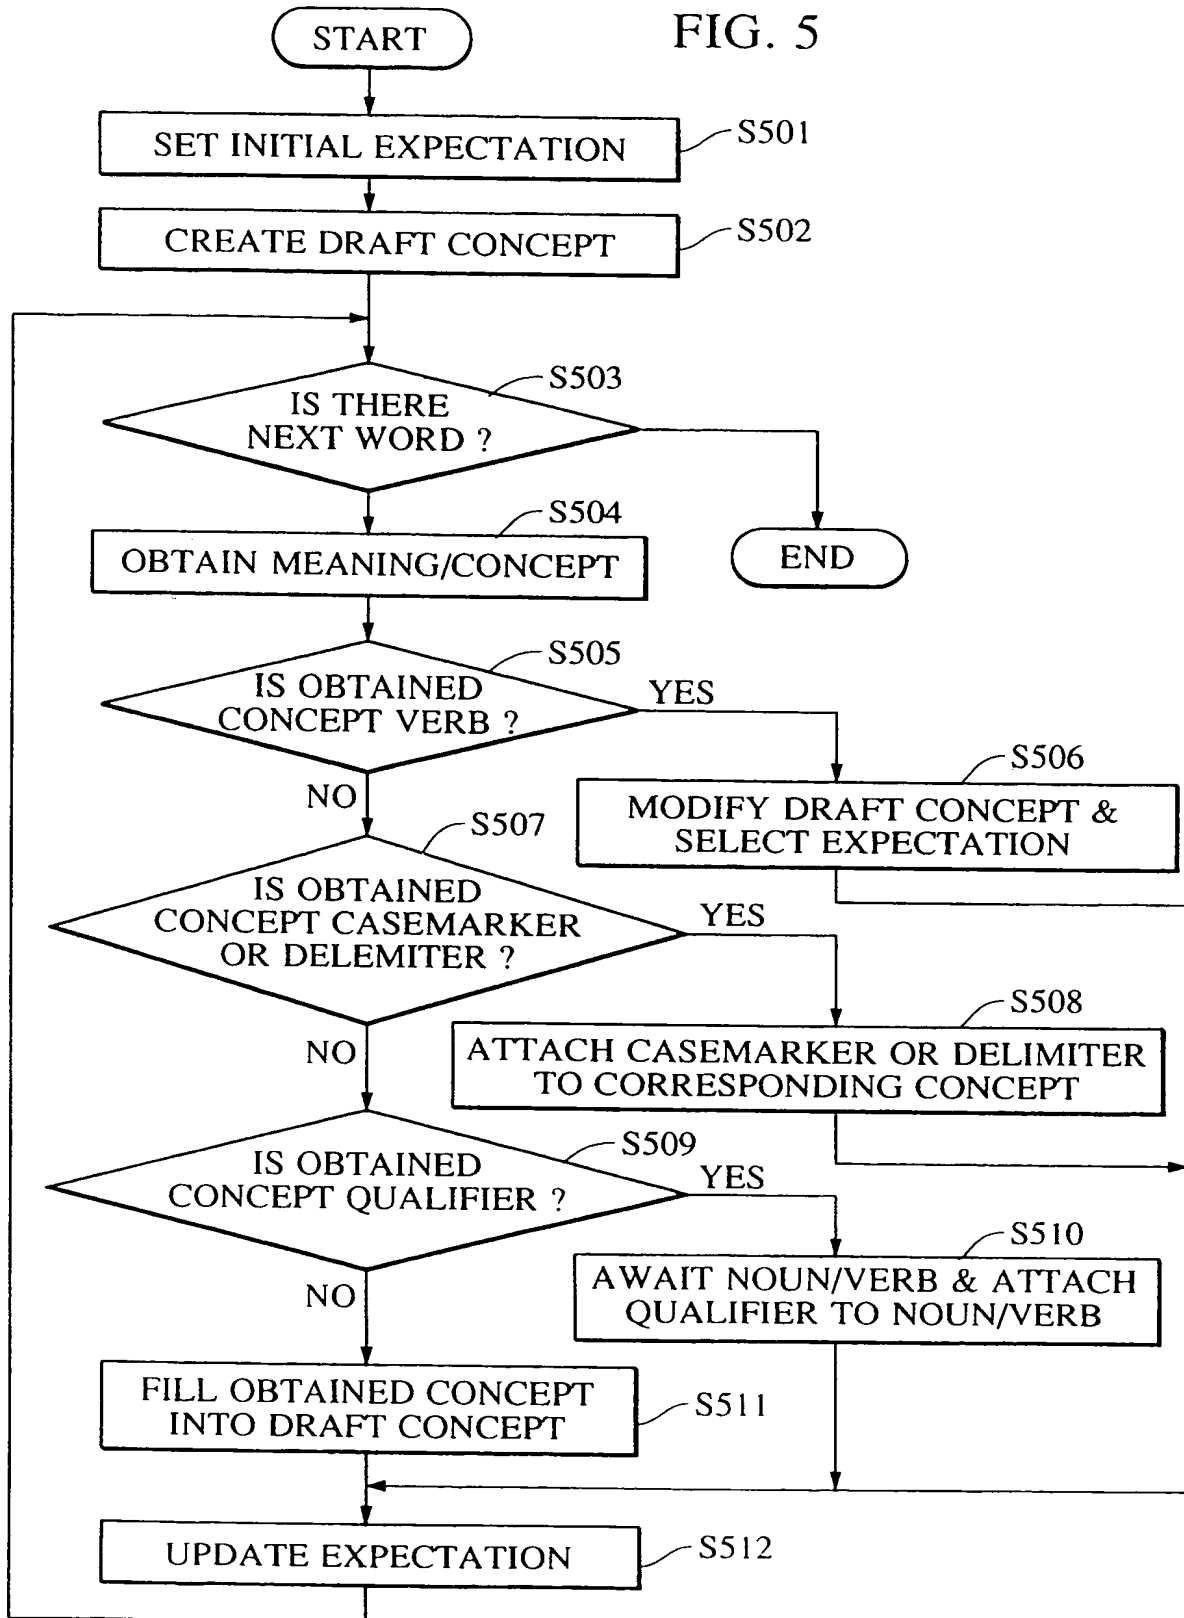 FIG. 5
START
SET INITIAL EXPECTATION
S501
CREATE DRAFT CONCEPT
S502
S503
IS THERE
NEXT WORD ?
S504
OBTAIN MEANING/CONCEPT
END
S505
IS OBTAINED
CONCEPT VERB ?
YES
NO
S506
MODIFY DRAFT CONCEPT &
SELECT EXPECTATION
S507
IS OBTAINED
CONCEPT CASEMARKER
OR DELEMITER ?
YES
NO
S508
ATTACH CASEMARKER OR DELIMITER
TO CORRESPONDING CONCEPT
S509
IS OBTAINED
CONCEPT QUALIFIER ?
YES
NO
S510
AWAIT NOUN/VERB & ATTACH
QUALIFIER TO NOUN/VERB
FILL OBTAINED CONCEPT
INTO DRAFT CONCEPT
S511
UPDATE EXPECTATION
S512